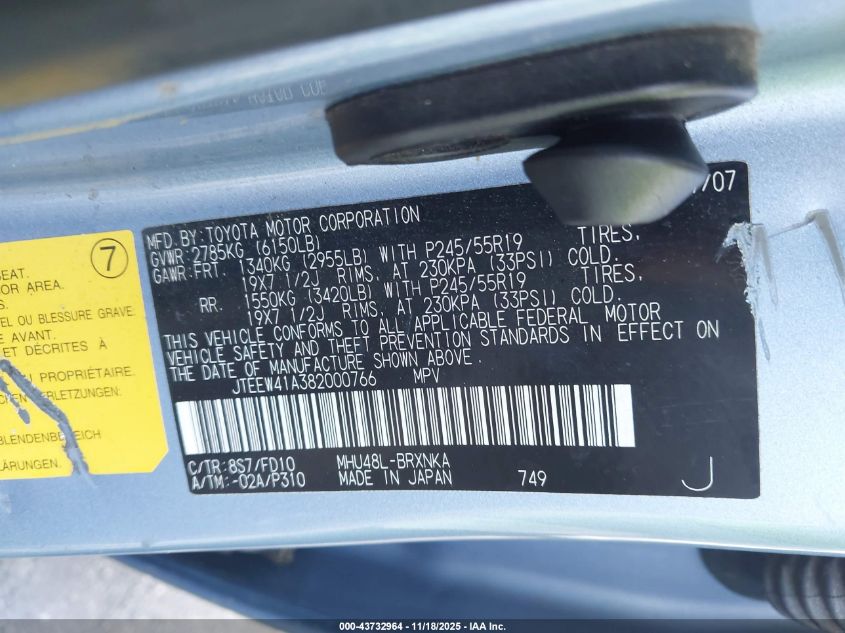 /07
MFD. BY: TOYOTA MOTOR CORPORATION
GVWR: 2785KG (6150LB)
GAWR: FRT. 1340KG (2955LB) WITH P245/55R19 TIRES,
19X7 1/2J RIMS, AT 230KPA (33PSI) COLD.
RR. 1550KG (3420LB) WITH P245/55R19 TIRES,
19X7 1/2J RIMS, AT 230KPA (33PSI) COLD.
THIS VEHICLE CONFORMS TO ALL APPLICABLE FEDERAL MOTOR
VEHICLE SAFETY AND THEFT PREVENTION STANDARDS IN EFFECT ON
THE DATE OF MANUFACTURE SHOWN ABOVE.
JTEEW41A382000766 MPV
C/TR: 8S7/FD10 MHU48L-BRXNKA
A/TM: -02A/P310 MADE IN JAPAN 749 J
7
SEAT.
OR AREA.
S.
EL OU BLESSURE GRAVE
E AVANT.
ET DÉCRITES À
U PROPRIÉTAIRE.
VERLETZUNGEN:
BLENDENBEREICH
000-43732964 - 11/18/2025 - IAA Inc.